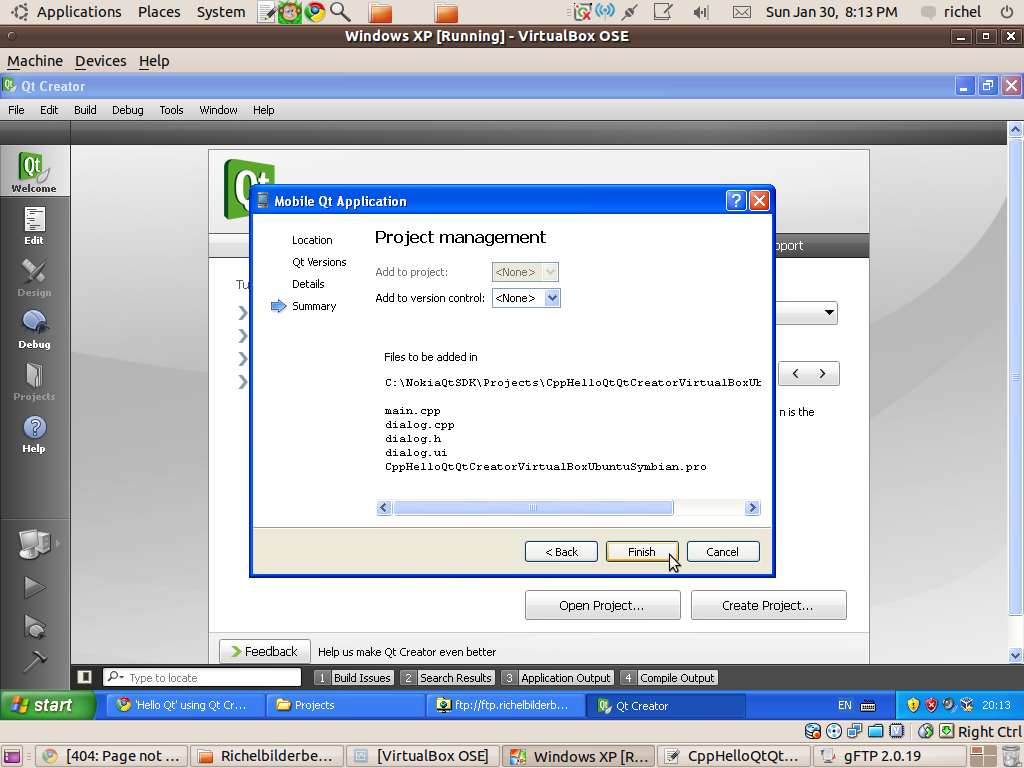 Applications Places System Sun Jan 30, 8:13 PM richel
Windows XP [Running] - VirtualBox OSE
Machine Devices Help
Qt Creator
File Edit Build Debug Tools Window Help
Qt
Welcome
Edit
Design
Debug
Projects
Help
Qt
Mobile Qt Application
Location
Qt Versions
Details
Summary
Project management
Add to project: <None>
Add to version control: <None>
Files to be added in
C:\NokiaQtSDK\Projects\CppHelloQtQtCreatorVirtualBoxUb
main.cpp
dialog.cpp
dialog.h
dialog.ui
CppHelloQtQtCreatorVirtualBoxUbuntuSymbian.pro
< Back Finish Cancel
Tu
pport
n is the
Open Project... Create Project...
Feedback Help us make Qt Creator even better
Type to locate 1 Build Issues 2 Search Results 3 Application Output 4 Compile Output
start 'Hello Qt' using Qt Cr... Projects ftp://ftp.richelbilderb... Qt Creator EN 20:13
Right Ctrl
[404: Page not ... Richelbilderbe... [VirtualBox OSE] Windows XP [R... CppHelloQtQt... gFTP 2.0.19